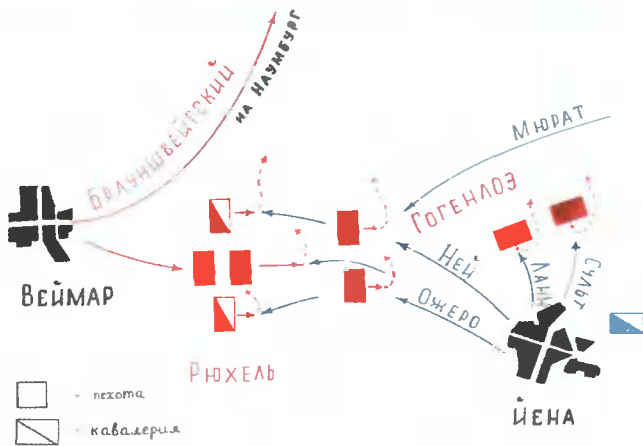 Брауншвейгский
на Наумбург
Мюрат
Гогенлоэ
Ней
Ланн
Сульт
Ожеро
Веймар
Рюхель
Йена
- пехота
- кавалерия